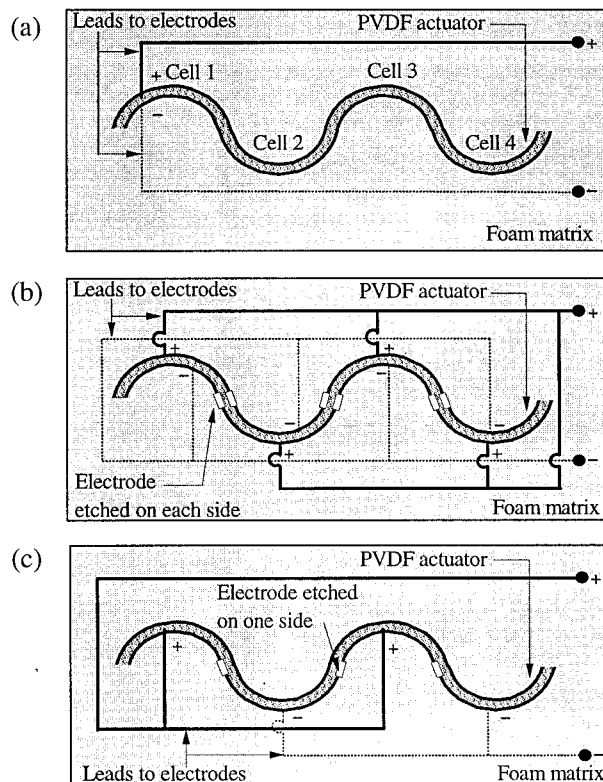 (a)
Leads to electrodes
PVDF actuator
+
+ Cell 1
Cell 3
−
Cell 2
Cell 4
−
Foam matrix
(b)
Leads to electrodes
PVDF actuator
+
+
+
−
−
−
−
+
+
−
Electrode
etched on each side
Foam matrix
(c)
PVDF actuator
+
Electrode etched
on one side
+
+
−
−
−
Leads to electrodes
Foam matrix